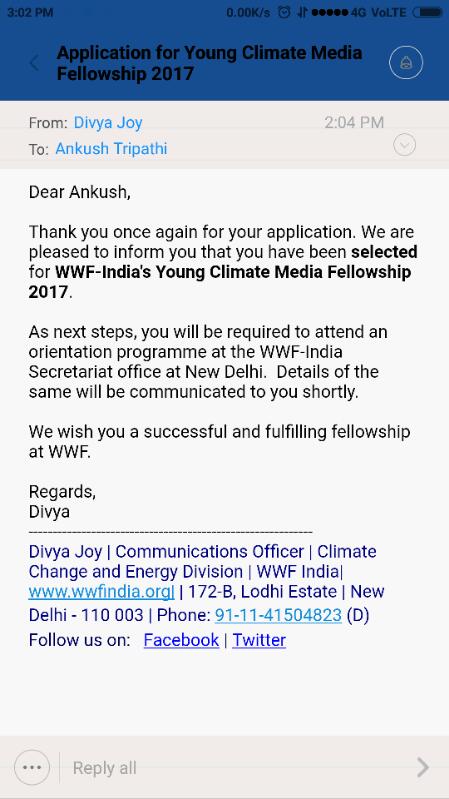 3:02 PM 0.00K/s 4G VoLTE
Application for Young Climate Media
Fellowship 2017
From: Divya Joy 2:04 PM
To: Ankush Tripathi
Dear Ankush,
Thank you once again for your application. We are
pleased to inform you that you have been selected
for WWF-India's Young Climate Media Fellowship
2017.
As next steps, you will be required to attend an
orientation programme at the WWF-India
Secretariat office at New Delhi.  Details of the
same will be communicated to you shortly.
We wish you a successful and fulfilling fellowship
at WWF.
Regards,
Divya
------------------------------------------------------------
Divya Joy | Communications Officer | Climate
Change and Energy Division | WWF India|
www.wwfindia.org| | 172-B, Lodhi Estate | New
Delhi - 110 003 | Phone: 91-11-41504823 (D)
Follow us on:   Facebook | Twitter
Reply all